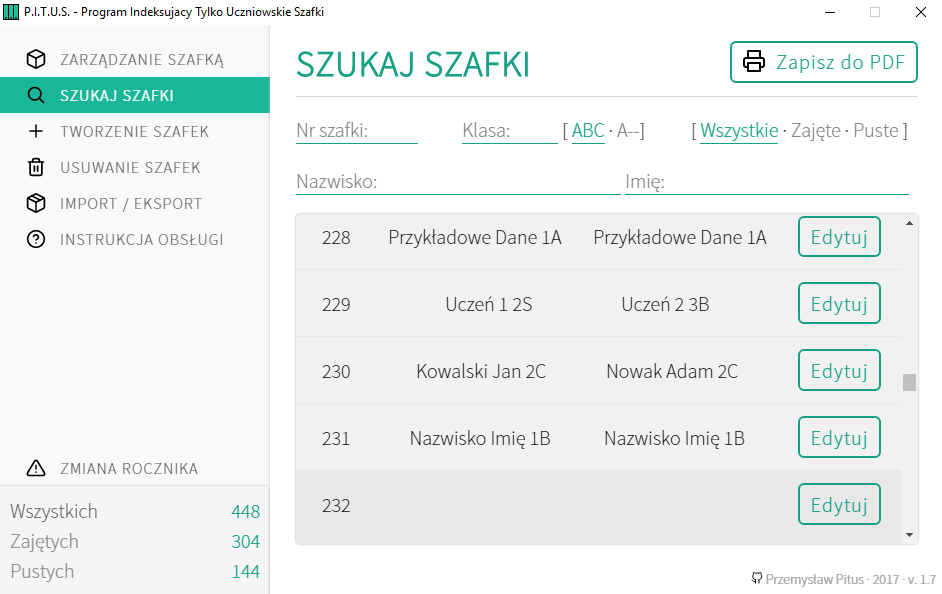 P.I.T.U.S. - Program Indeksujacy Tylko Uczniowskie Szafki
ZARZĄDZANIE SZAFKĄ
SZUKAJ SZAFKI
TWORZENIE SZAFEK
USUWANIE SZAFEK
IMPORT / EKSPORT
INSTRUKCJA OBSŁUGI
ZMIANA ROCZNIKA
Wszystkich 448
Zajętych 304
Pustych 144
SZUKAJ SZAFKI
Zapisz do PDF
Nr szafki: Klasa: [ ABC · A--] [ Wszystkie · Zajęte · Puste ]
Nazwisko: Imię:
228 Przykładowe Dane 1A Przykładowe Dane 1A Edytuj
229 Uczeń 1 2S Uczeń 2 3B Edytuj
230 Kowalski Jan 2C Nowak Adam 2C Edytuj
231 Nazwisko Imię 1B Nazwisko Imię 1B Edytuj
232 Edytuj
Przemysław Pitus · 2017 · v. 1.7